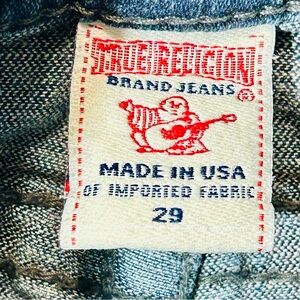 TRUE RELIGION
BRAND JEANS ®
MADE IN USA
OF IMPORTED FABRIC
29